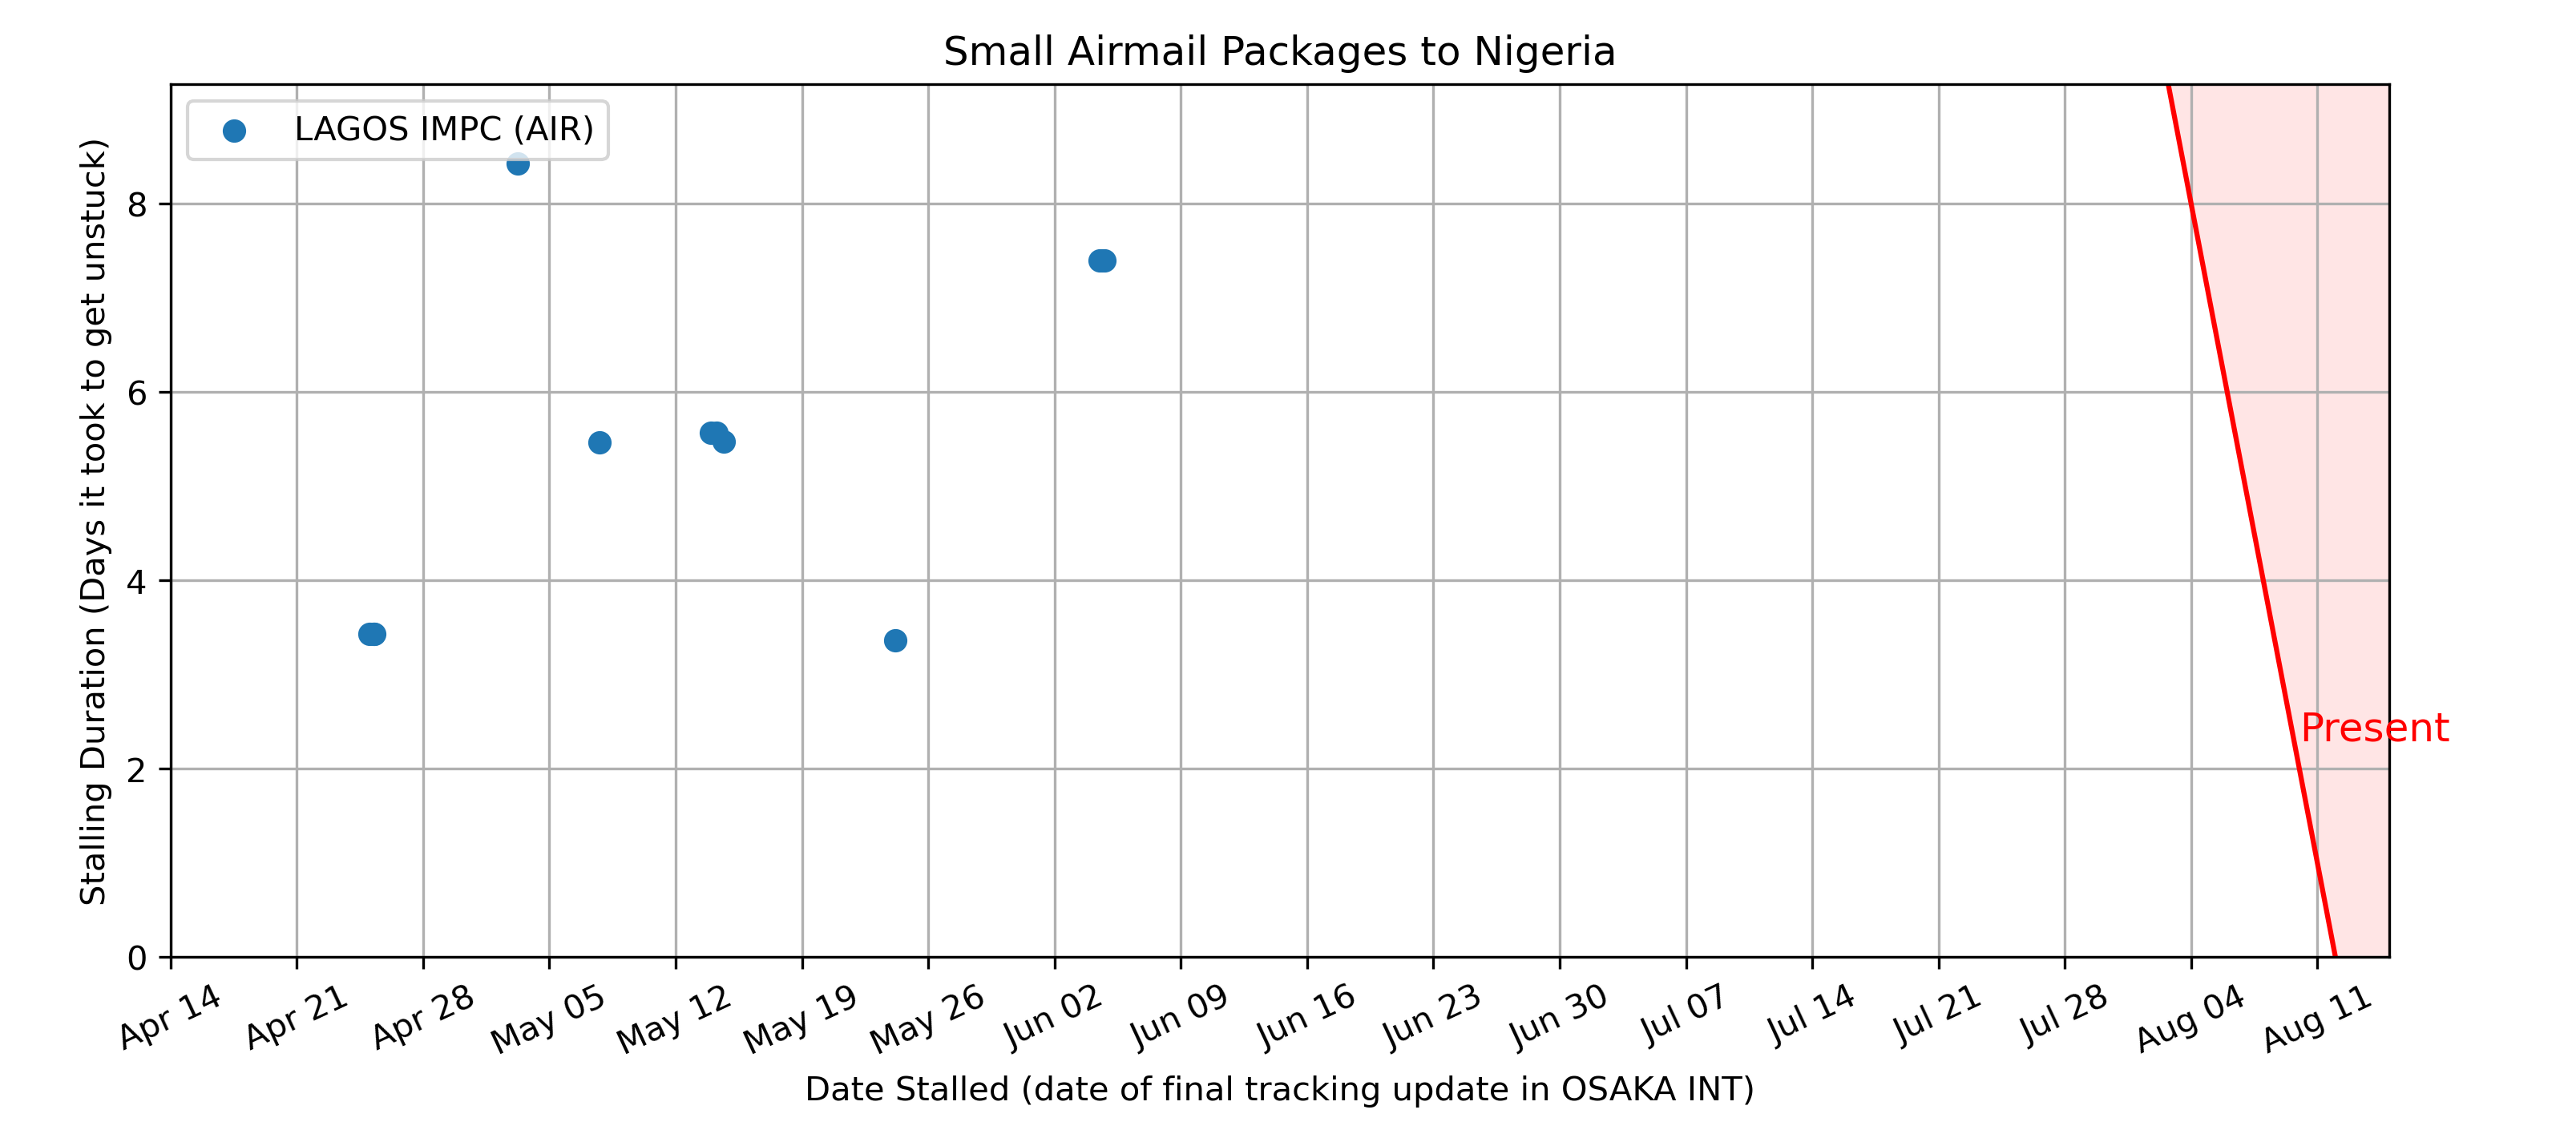 Small Airmail Packages to Nigeria
LAGOS IMPC (AIR)
Stalling Duration (Days it took to get unstuck)
8
6
4
2
0
Present
Apr 14
Apr 21
Apr 28
May 05
May 12
May 19
May 26
Jun 02
Jun 09
Jun 16
Jun 23
Jun 30
Jul 07
Jul 14
Jul 21
Jul 28
Aug 04
Aug 11
Date Stalled (date of final tracking update in OSAKA INT)